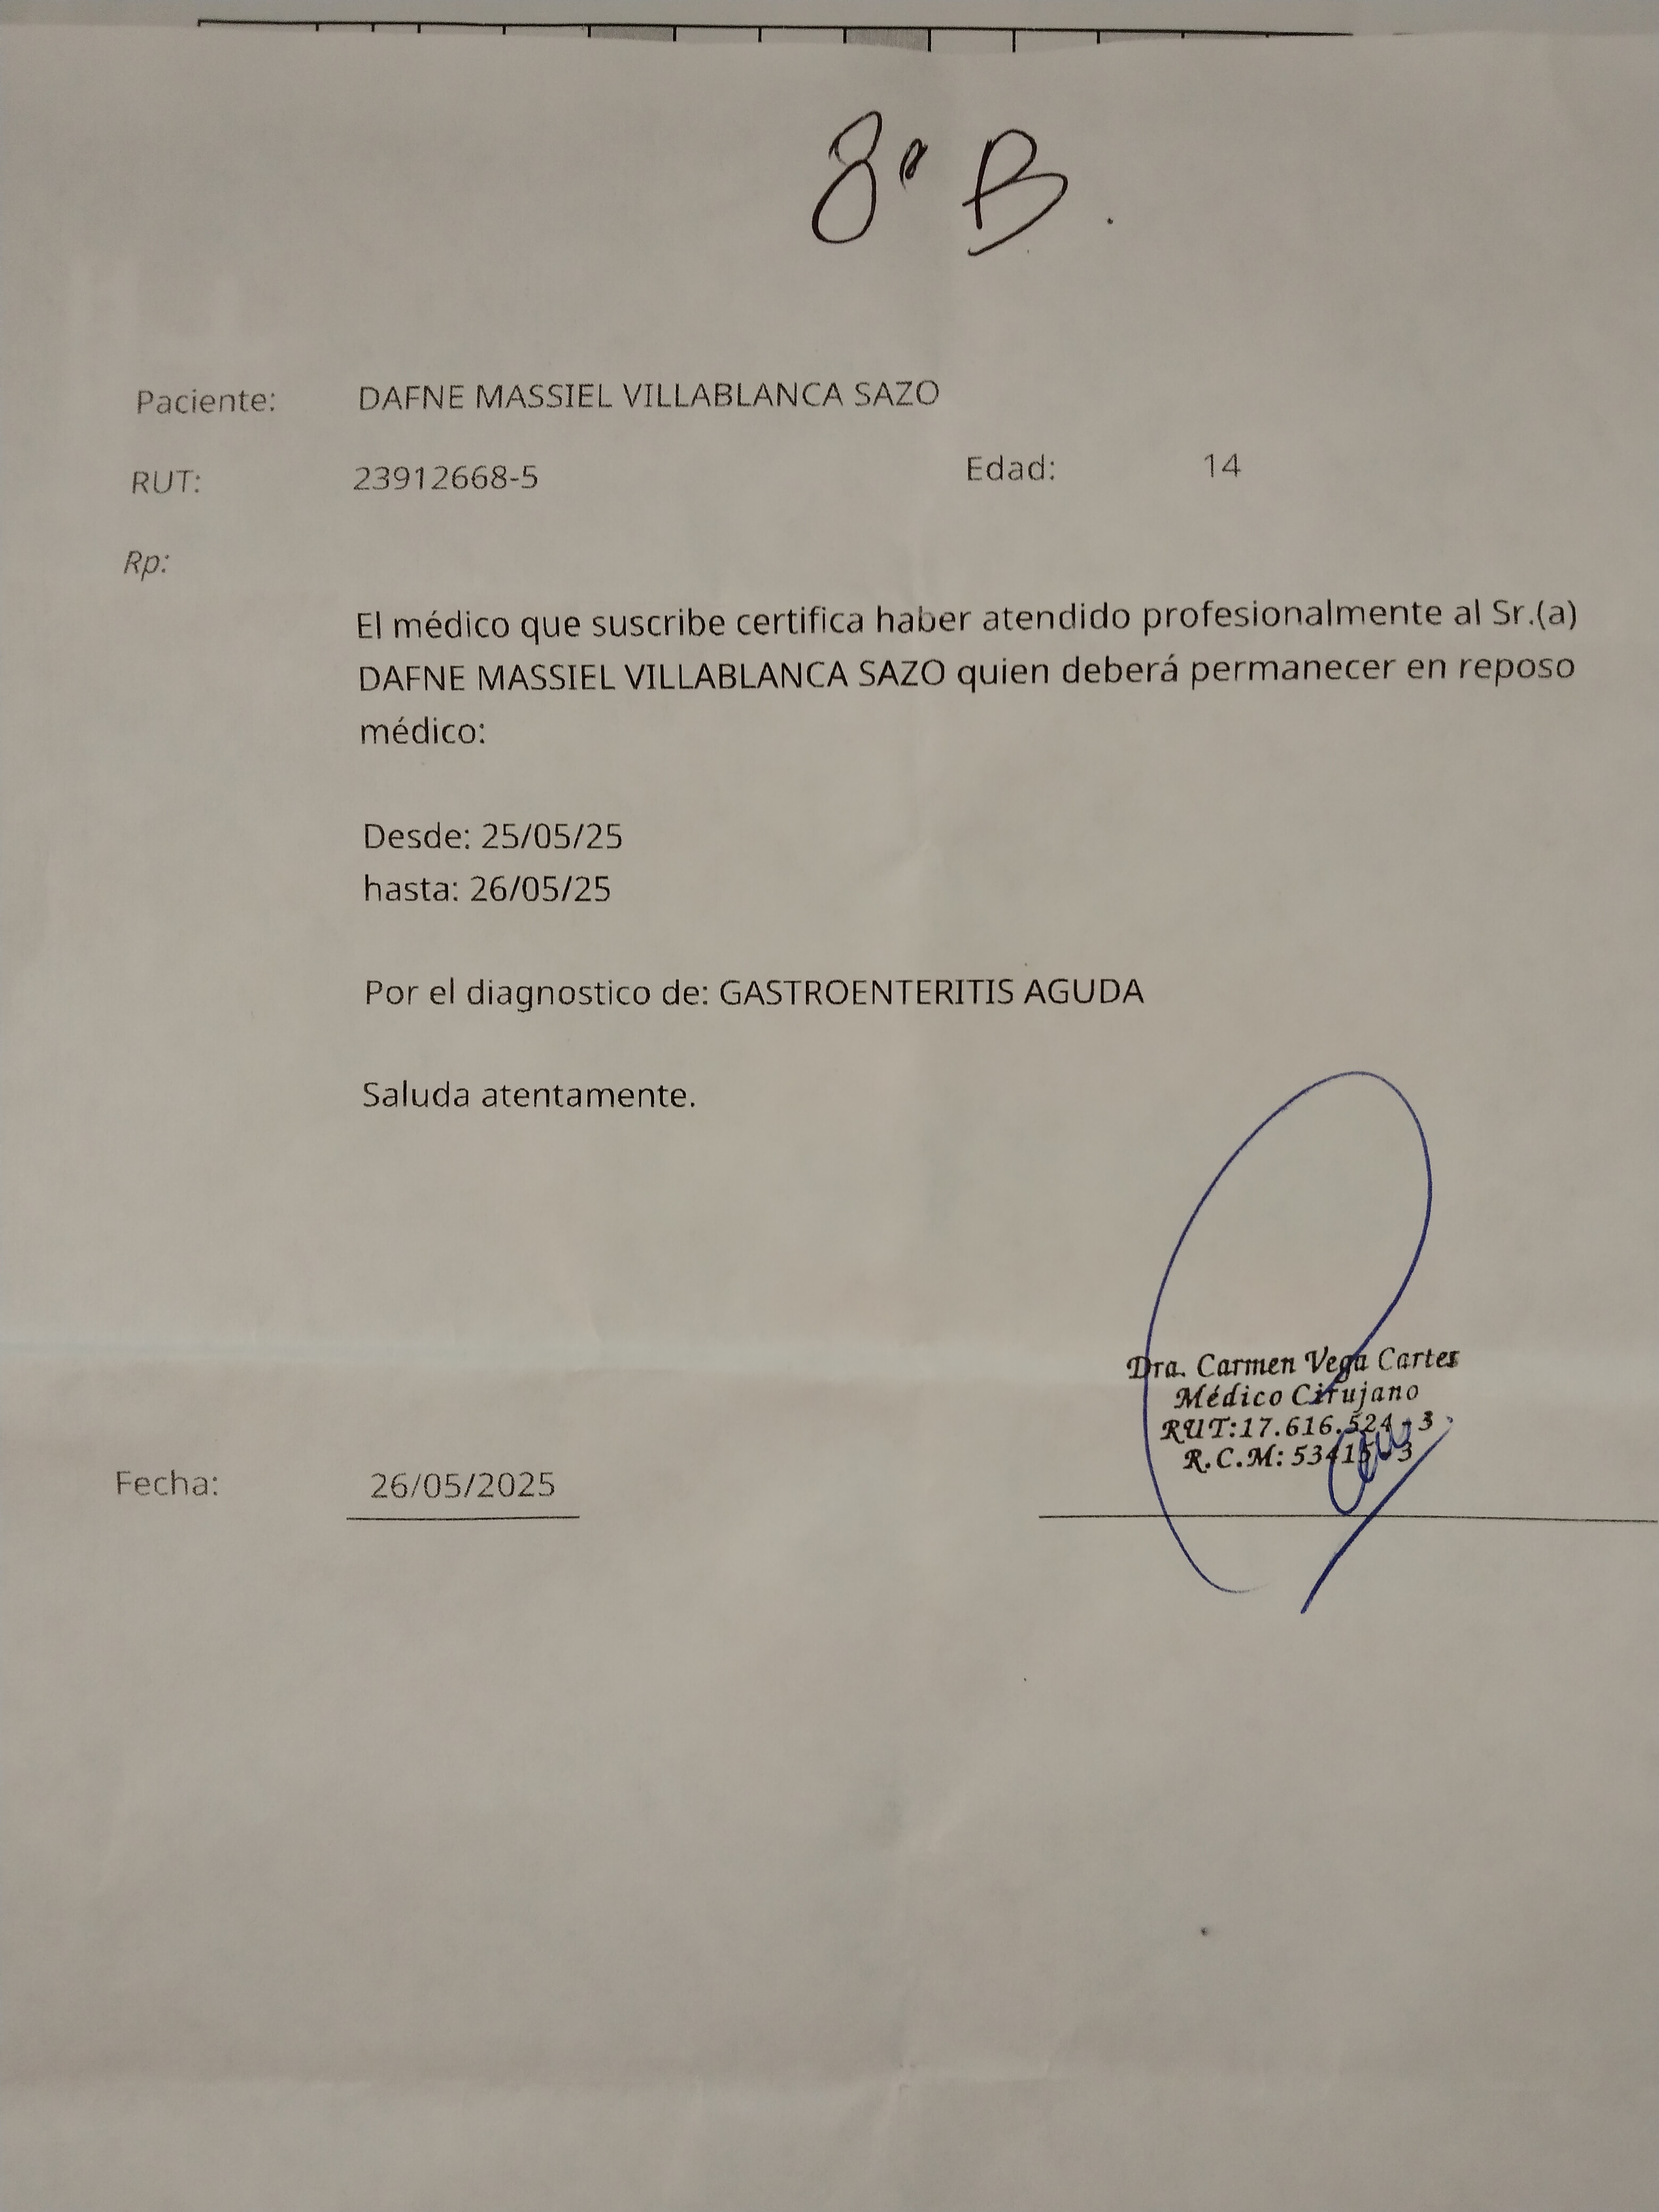 8ª B.
Paciente: DAFNE MASSIEL VILLABLANCA SAZO
RUT: 23912668-5 Edad: 14
Rp:
El médico que suscribe certifica haber atendido profesionalmente al Sr.(a)
DAFNE MASSIEL VILLABLANCA SAZO quien deberá permanecer en reposo
médico:
Desde: 25/05/25
hasta: 26/05/25
Por el diagnostico de: GASTROENTERITIS AGUDA
Saluda atentamente.
Dra. Carmen Vega Cartes
Médico Cirujano
RUT:17.616.524-3
R.C.M: 53415-3
Fecha: 26/05/2025